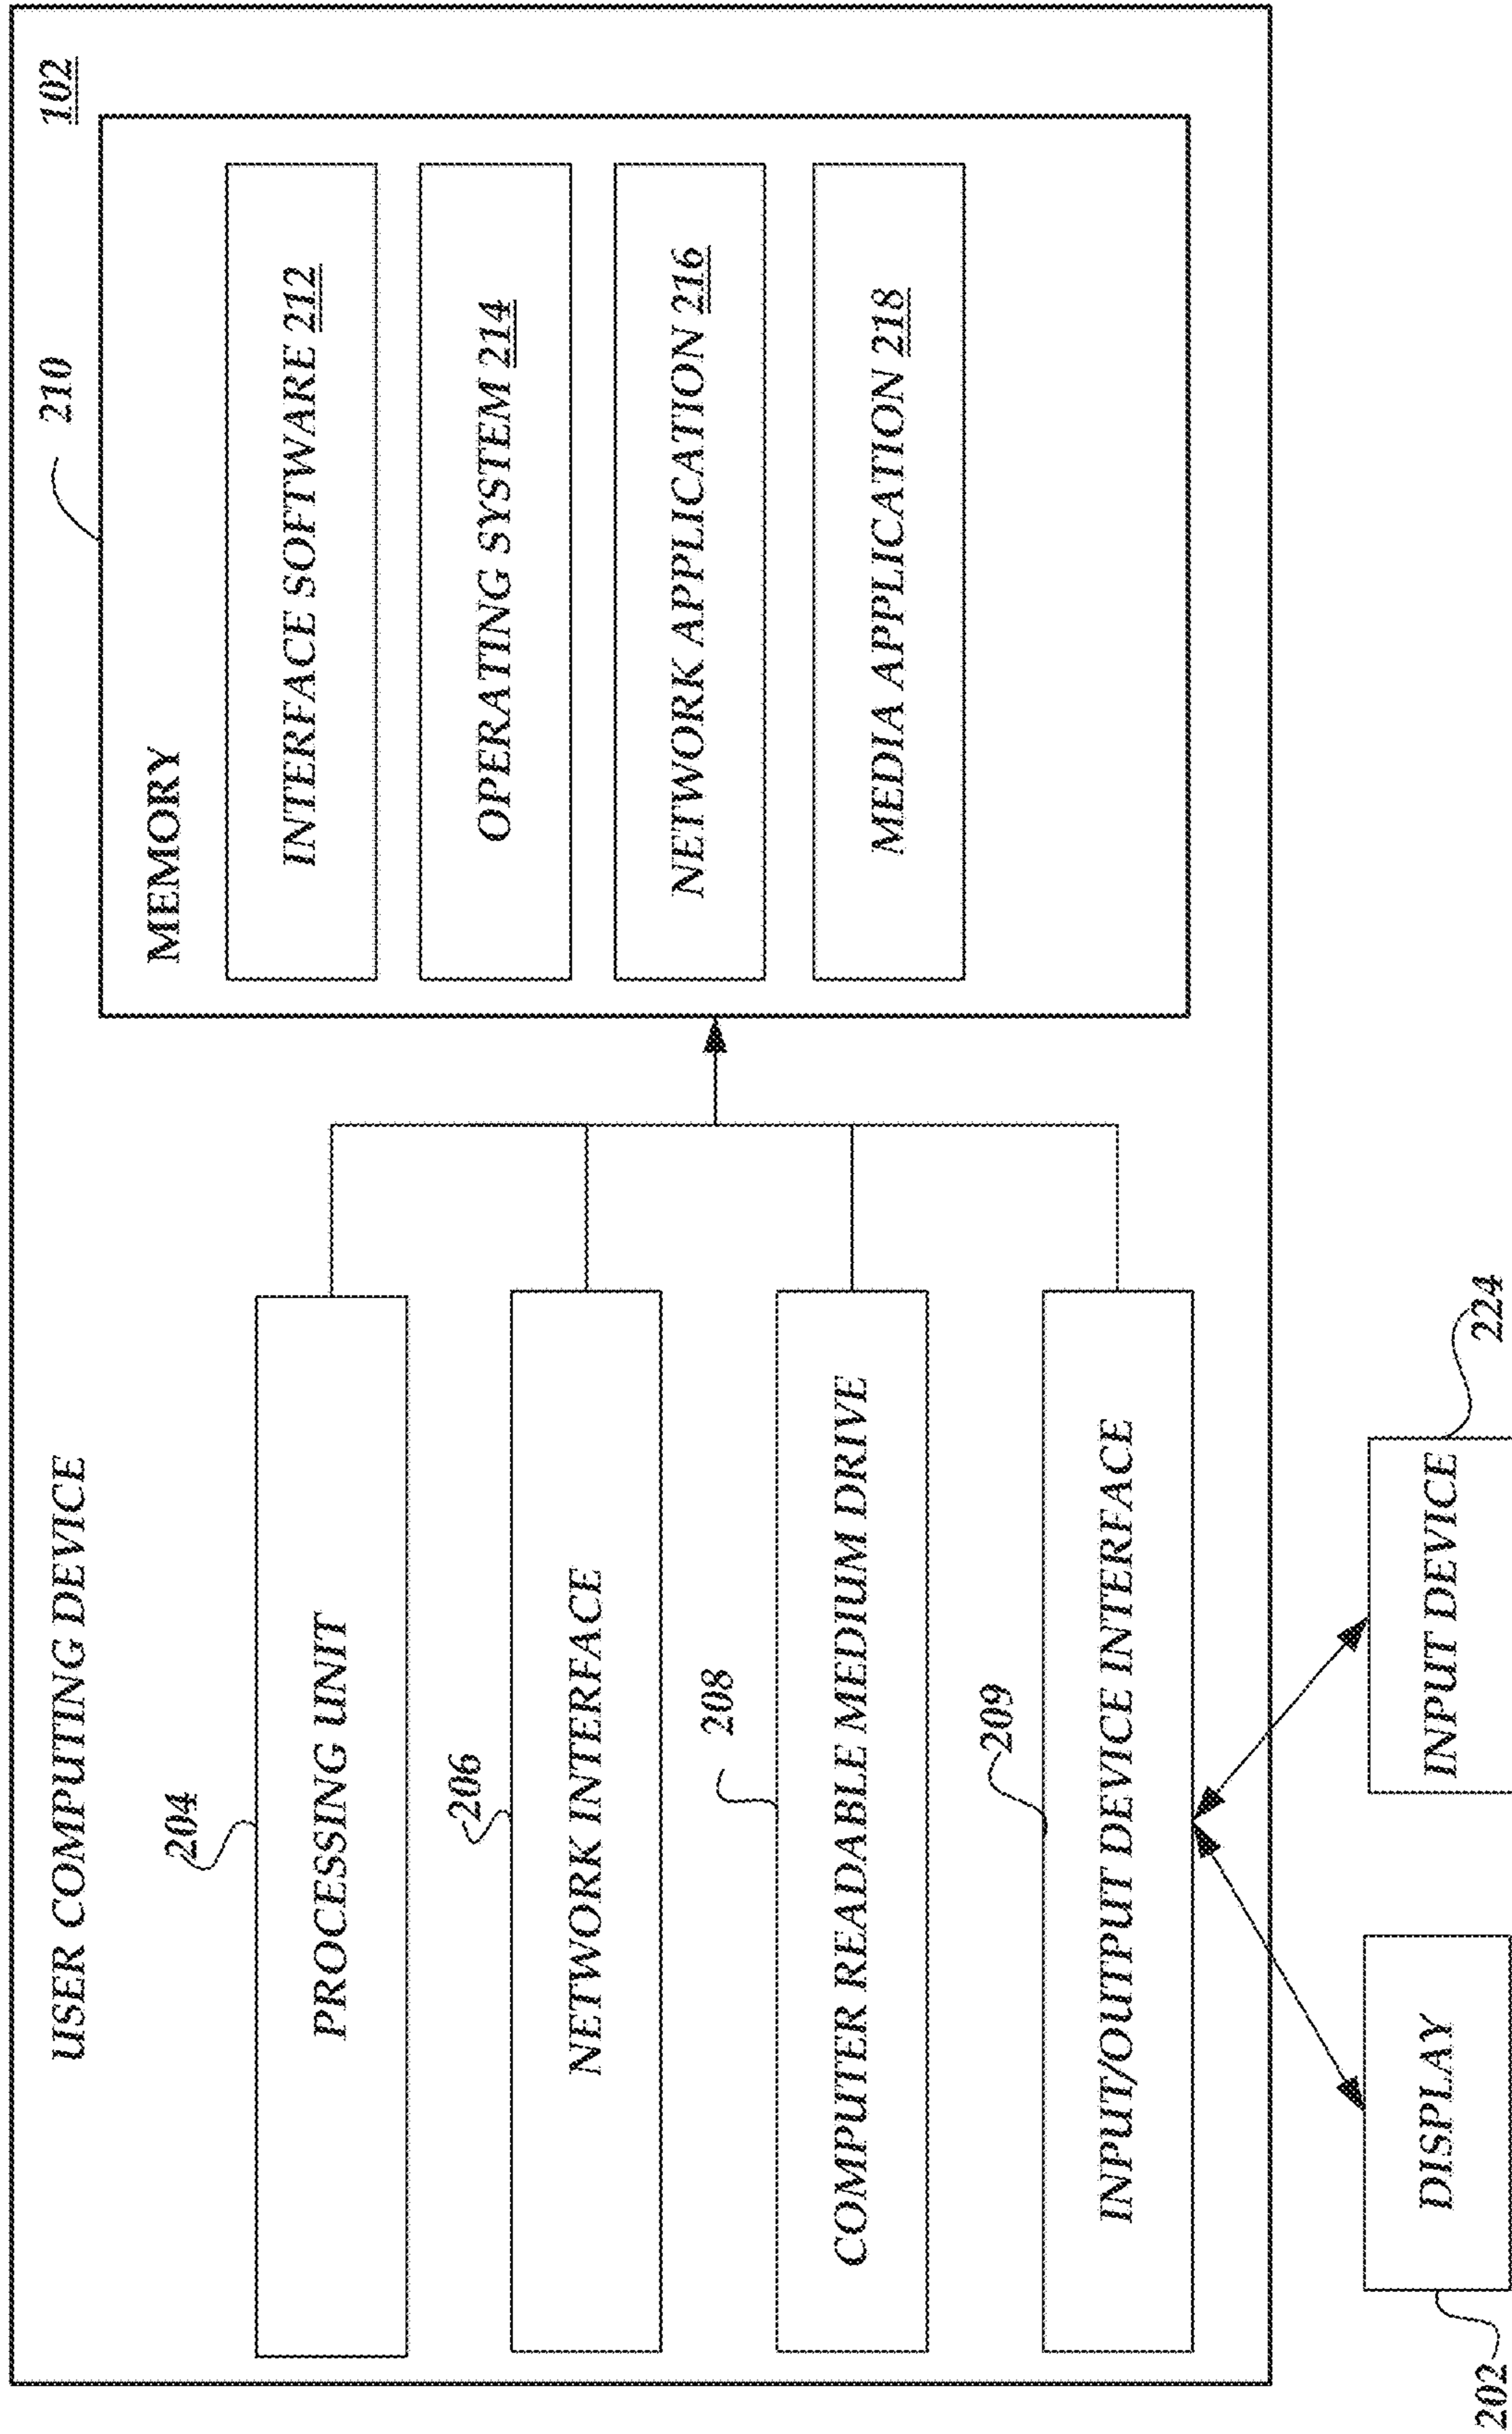 USER COMPUTING DEVICE
102
210
MEMORY
INTERFACE SOFTWARE 212
OPERATING SYSTEM 214
NETWORK APPLICATION 216
MEDIA APPLICATION 218
204
PROCESSING UNIT
206
NETWORK INTERFACE
208
COMPUTER READABLE MEDIUM DRIVE
209
INPUT/OUTPUT DEVICE INTERFACE
202
DISPLAY
INPUT DEVICE
224